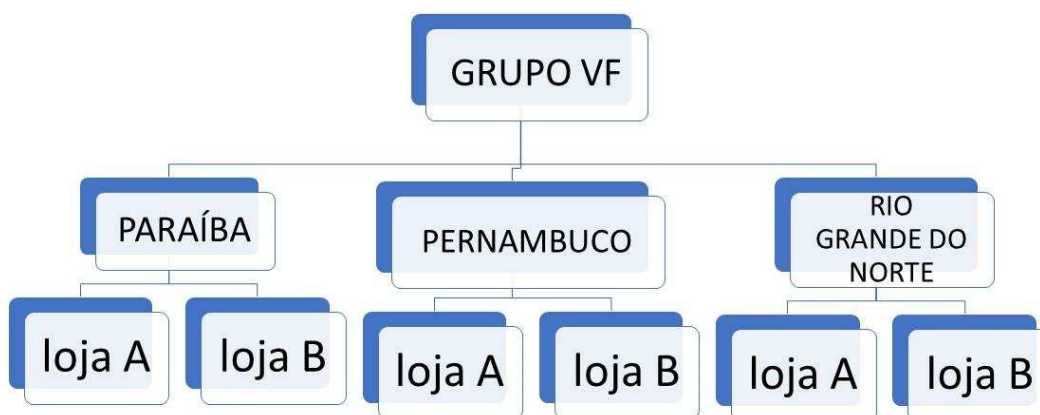 GRUPO VF
PARAÍBA
PERNAMBUCO
RIO
GRANDE DO
NORTE
loja A
loja B
loja A
loja B
loja A
loja B